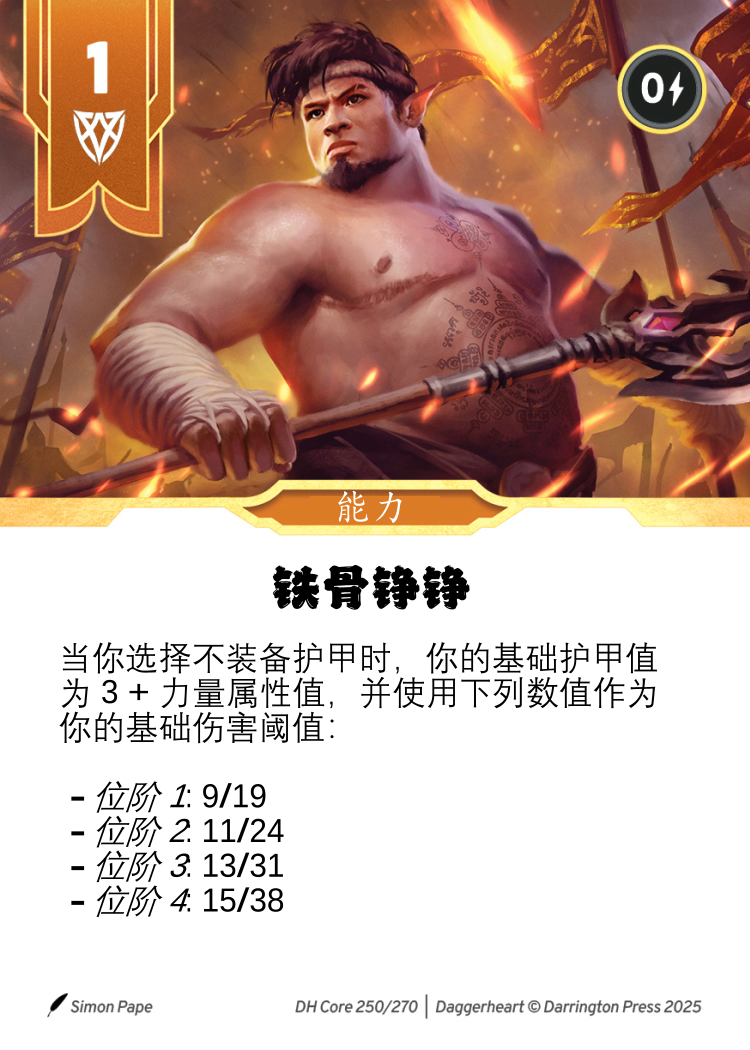 1
0
能力
铁骨铮铮
当你选择不装备护甲时，你的基础护甲值
为 3 + 力量属性值，并使用下列数值作为
你的基础伤害阈值：
- 位阶 1: 9/19
- 位阶 2: 11/24
- 位阶 3: 13/31
- 位阶 4: 15/38
Simon Pape
DH Core 250/270 | Daggerheart © Darrington Press 2025